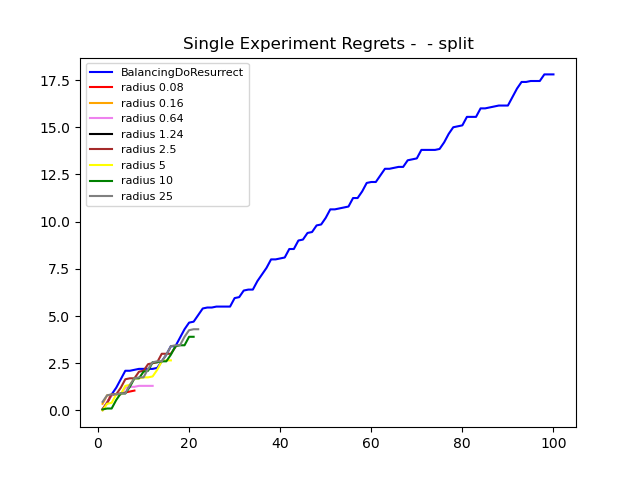 Single Experiment Regrets -  - split
BalancingDoResurrect
radius 0.08
radius 0.16
radius 0.64
radius 1.24
radius 2.5
radius 5
radius 10
radius 25
17.5
15.0
12.5
10.0
7.5
5.0
2.5
0.0
0 20 40 60 80 100